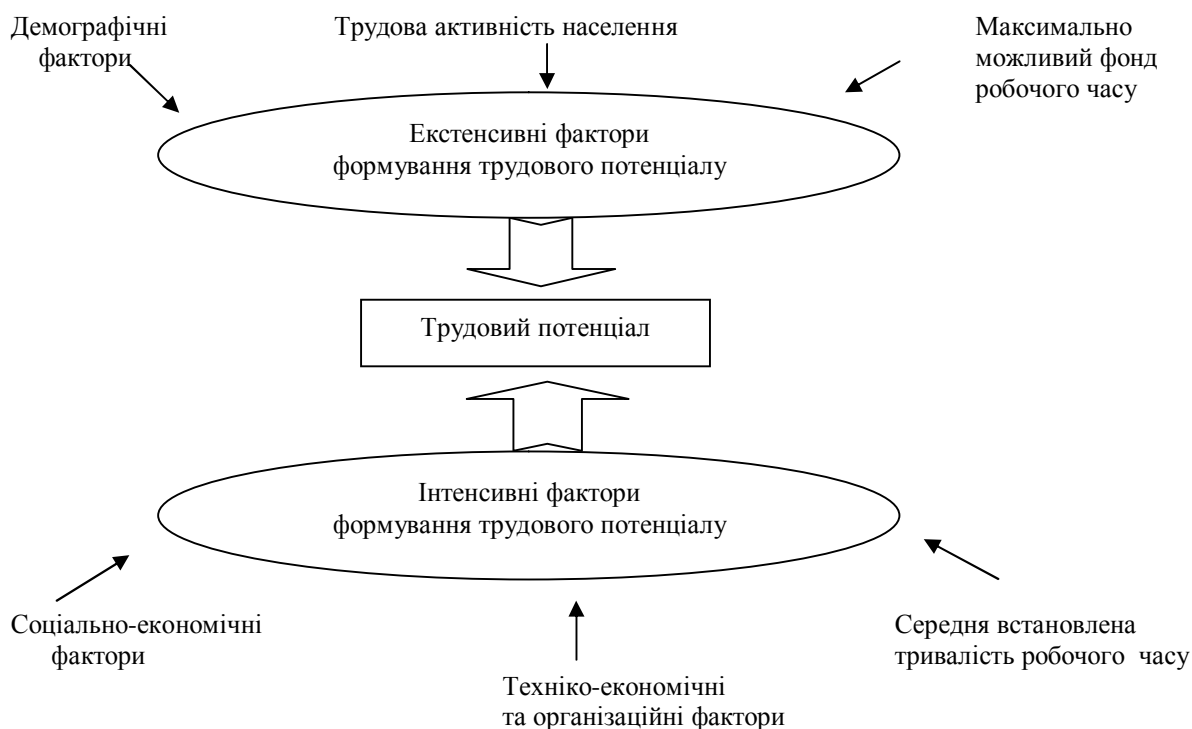 Демографічні
фактори
Трудова активність населення
Максимально
можливий фонд
робочого часу
Екстенсивні фактори
формування трудового потенціалу
Трудовий потенціал
Інтенсивні фактори
формування трудового потенціалу
Соціально-економічні
фактори
Техніко-економічні
та організаційні фактори
Середня встановлена
тривалість робочого часу